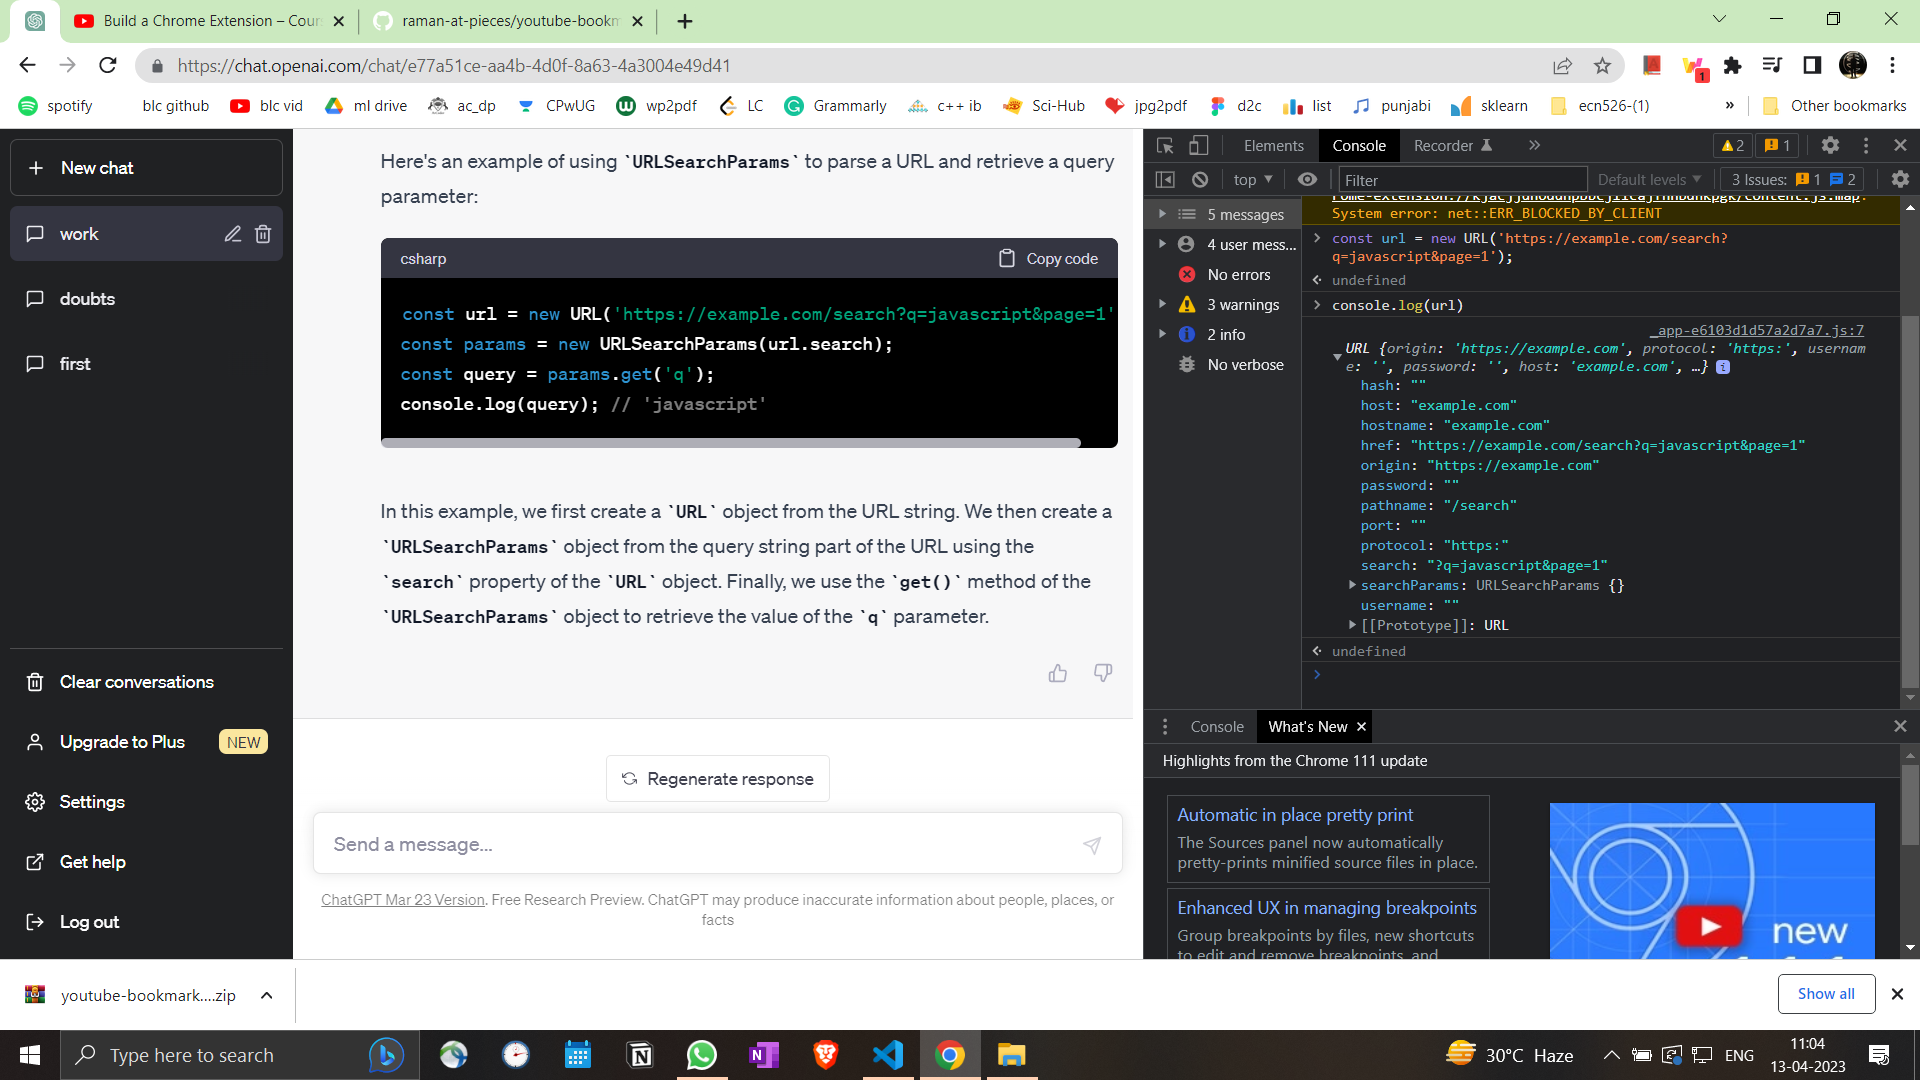 Build a Chrome Extension – Cour
raman-at-pieces/youtube-bookm
https://chat.openai.com/chat/e77a51ce-aa4b-4d0f-8a63-4a3004e49d41
1
spotify
blc github
blc vid
ml drive
ac_dp
CPwUG
wp2pdf
LC
Grammarly
c++ ib
Sci-Hub
jpg2pdf
d2c
list
punjabi
sklearn
ecn526-(1)
»
Other bookmarks
New chat
work
doubts
first
Clear conversations
Upgrade to Plus NEW
Settings
Get help
Log out
Here's an example of using `URLSearchParams` to parse a URL and retrieve a query
parameter:
csharp
Copy code
const url = new URL('https://example.com/search?q=javascript&page=1'
const params = new URLSearchParams(url.search);
const query = params.get('q');
console.log(query); // 'javascript'
In this example, we first create a `URL` object from the URL string. We then create a
`URLSearchParams` object from the query string part of the URL using the
`search` property of the `URL` object. Finally, we use the `get()` method of the
`URLSearchParams` object to retrieve the value of the `q` parameter.
Regenerate response
Send a message...
ChatGPT Mar 23 Version. Free Research Preview. ChatGPT may produce inaccurate information about people, places, or
facts
Elements
Console
Recorder
»
2
1
top
Filter
Default levels
3 Issues: 1 2
5 messages
4 user mess...
No errors
3 warnings
2 info
No verbose
System error: net::ERR_BLOCKED_BY_CLIENT
const url = new URL('https://example.com/search?
q=javascript&page=1');
undefined
console.log(url)
_app-e6103d1d57a2d7a7.js:7
URL {origin: 'https://example.com', protocol: 'https:', usernam
e: '', password: '', host: 'example.com', …} i
hash: ""
host: "example.com"
hostname: "example.com"
href: "https://example.com/search?q=javascript&page=1"
origin: "https://example.com"
password: ""
pathname: "/search"
port: ""
protocol: "https:"
search: "?q=javascript&page=1"
searchParams: URLSearchParams {}
username: ""
[[Prototype]]: URL
undefined
Console
What's New
Highlights from the Chrome 111 update
Automatic in place pretty print
The Sources panel now automatically
pretty-prints minified source files in place.
Enhanced UX in managing breakpoints
Group breakpoints by files, new shortcuts
to edit and remove breakpoints, and
new
youtube-bookmark....zip
Show all
Type here to search
30°C Haze
ENG
11:04
13-04-2023